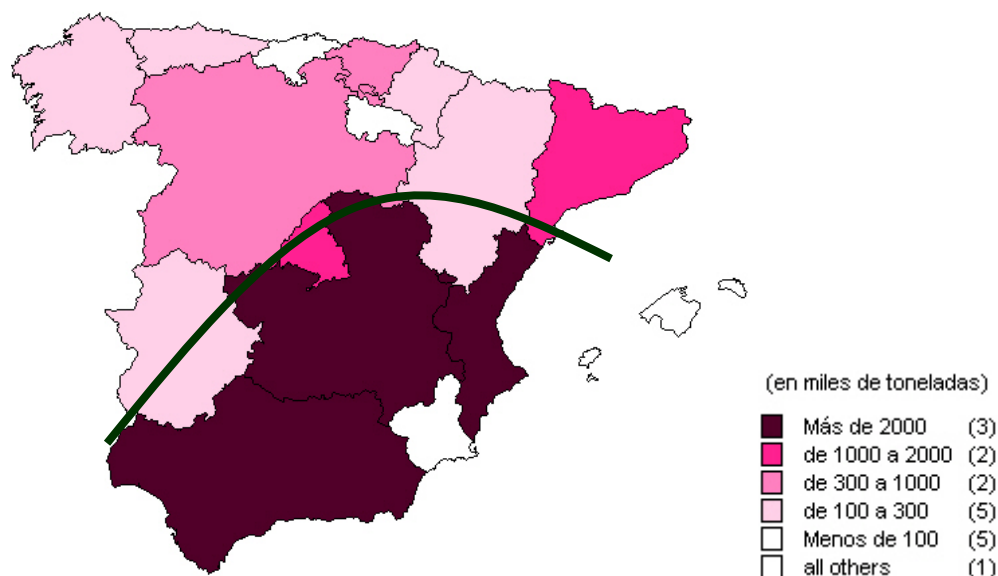 (en miles de toneladas)
Más de 2000 (3)
de 1000 a 2000 (2)
de 300 a 1000 (2)
de 100 a 300 (5)
Menos de 100 (5)
all others (1)